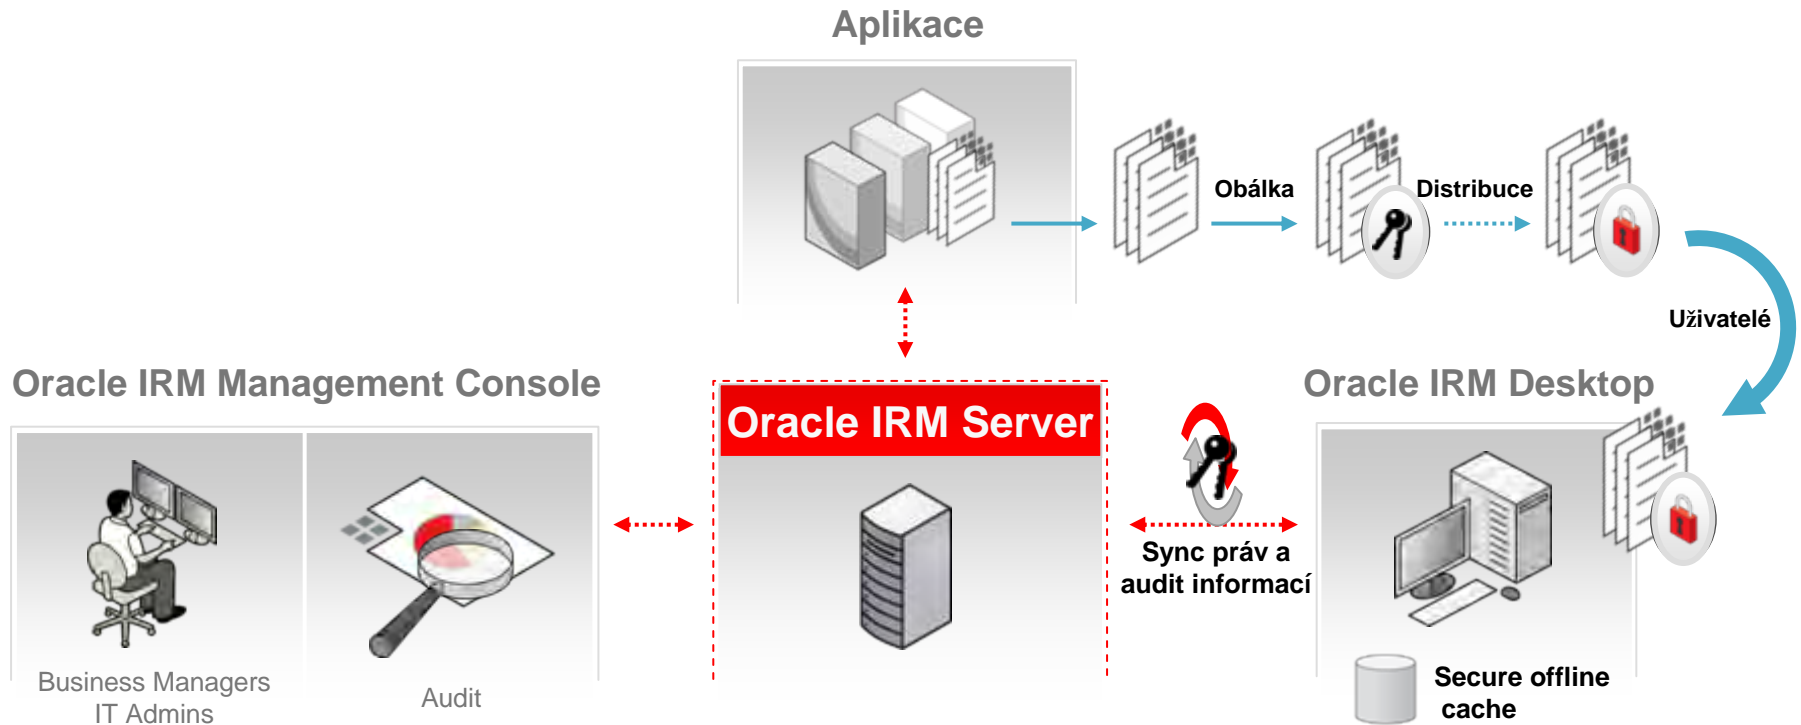 Aplikace
Obálka
Distribuce
Uživatelé
Oracle IRM Management Console
Oracle IRM Server
Oracle IRM Desktop
Sync práv a
audit informací
Business Managers
IT Admins
Audit
Secure offline
cache